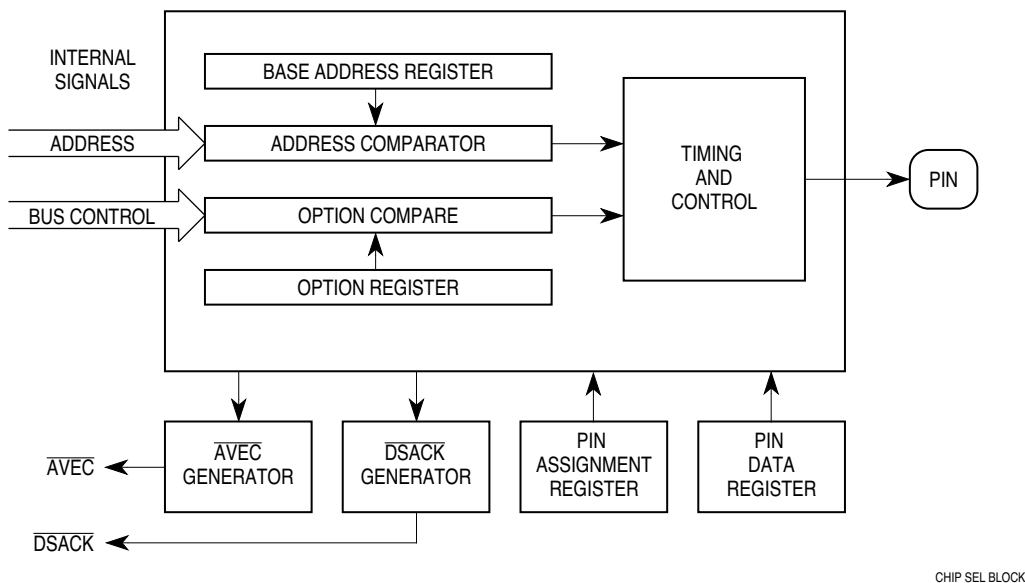 INTERNAL
SIGNALS
BASE ADDRESS REGISTER
ADDRESS
ADDRESS COMPARATOR
TIMING
AND
CONTROL
PIN
BUS CONTROL
OPTION COMPARE
OPTION REGISTER
AVEC
GENERATOR
DSACK
GENERATOR
PIN
ASSIGNMENT
REGISTER
PIN
DATA
REGISTER
AVEC
DSACK
CHIP SEL BLOCK